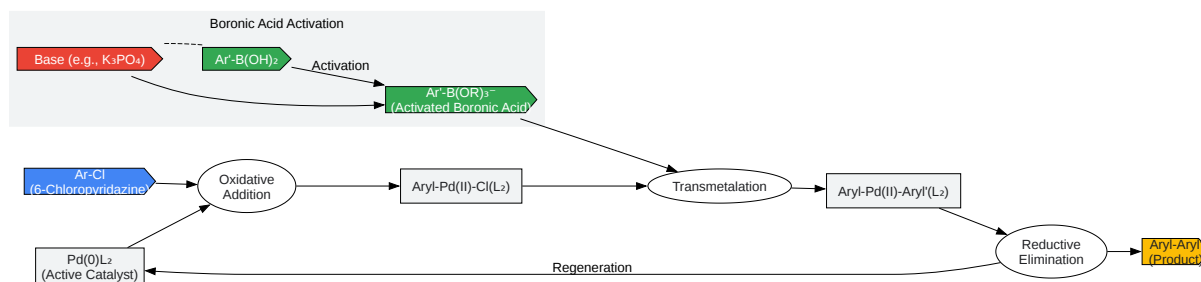 Boronic Acid Activation
Base (e.g., K₃PO₄)
Ar'-B(OH)₂
Activation
Ar'-B(OR)₃⁻
(Activated Boronic Acid)
Ar-Cl
(6-Chloropyridazine)
Oxidative
Addition
Aryl-Pd(II)-Cl(L₂)
Transmetalation
Aryl-Pd(II)-Aryl'(L₂)
Pd(0)L₂
(Active Catalyst)
Regeneration
Reductive
Elimination
Aryl-Aryl'
(Product)